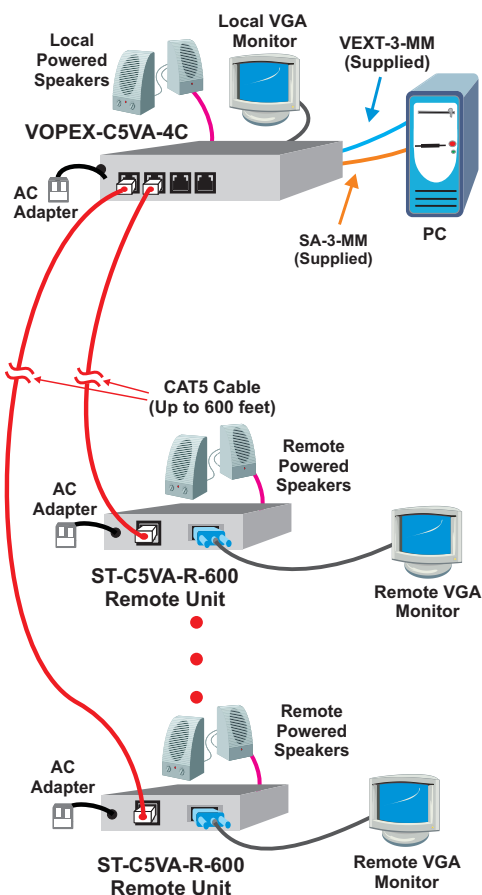 Local
Powered
Speakers
Local VGA
Monitor
VEXT-3-MM
(Supplied)
VOPEX-C5VA-4C
AC
Adapter
SA-3-MM
(Supplied)
PC
CAT5 Cable
(Up to 600 feet)
Remote
Powered
Speakers
AC
Adapter
ST-C5VA-R-600
Remote Unit
Remote VGA
Monitor
Remote
Powered
Speakers
AC
Adapter
ST-C5VA-R-600
Remote Unit
Remote VGA
Monitor